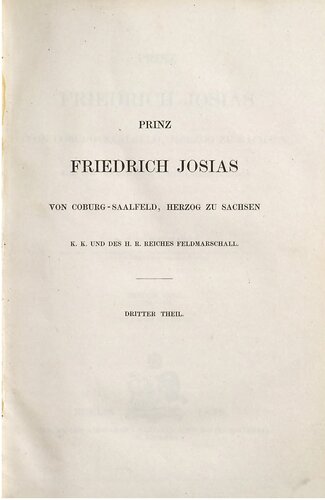 PRINZ
FRIEDRICH JOSIAS
VON COBURG-SAALFELD, HERZOG ZU SACHSEN
K. K. UND DES H. R. REICHES FELDMARSCHALL.
DRITTER THEIL.